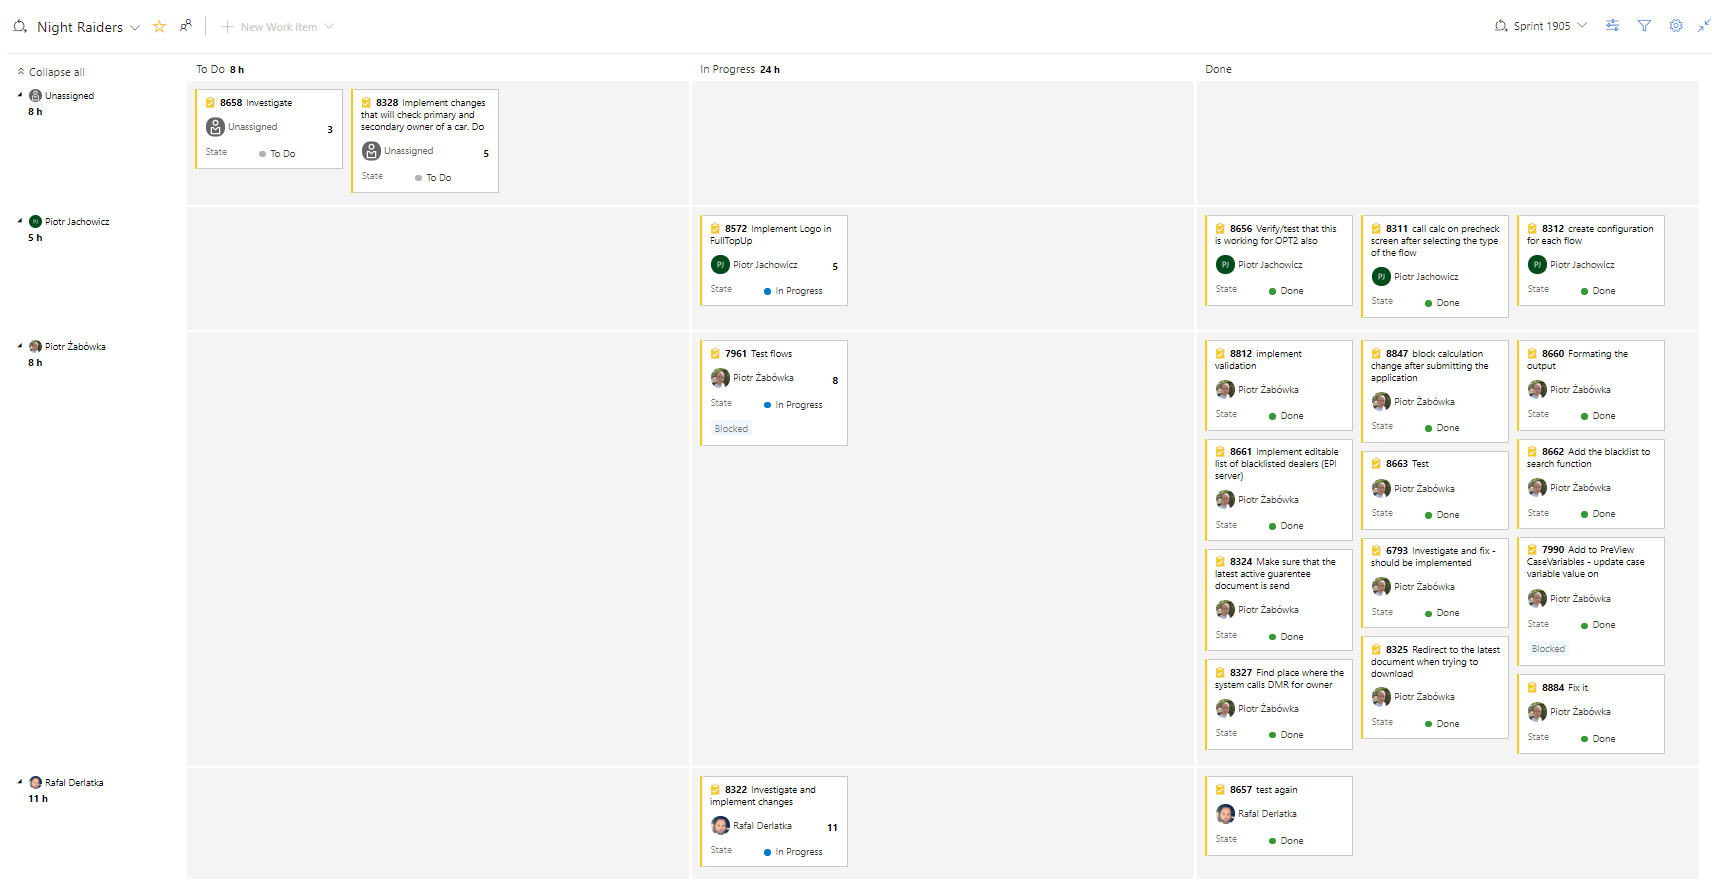 Night Raiders
New Work Item
Sprint 1905
Collapse all
To Do 8 h
In Progress 24 h
Done
Unassigned
8 h
8658 Investigate
Unassigned
3
State
To Do
8328 Implement changes
that will check primary and
secondary owner of a car. Do
Unassigned
5
State
To Do
Piotr Jachowicz
5 h
8572 Implement Logo in
FullTopUp
PJ Piotr Jachowicz
5
State
In Progress
8656 Verify/test that this
is working for OPT2 also
PJ Piotr Jachowicz
State
Done
8311 call calc on precheck
screen after selecting the type
of the flow
PJ Piotr Jachowicz
State
Done
8312 create configuration
for each flow
PJ Piotr Jachowicz
State
Done
Piotr Żabówka
8 h
7961 Test flows
Piotr Żabówka
8
State
In Progress
Blocked
8812 implement
validation
Piotr Żabówka
State
Done
8847 block calculation
change after submitting the
application
Piotr Żabówka
State
Done
8660 Formating the
output
Piotr Żabówka
State
Done
8661 Implement editable
list of blacklisted dealers (EPI
server)
Piotr Żabówka
State
Done
8663 Test
Piotr Żabówka
State
Done
8662 Add the blacklist to
search function
Piotr Żabówka
State
Done
8324 Make sure that the
latest active guarentee
document is send
Piotr Żabówka
State
Done
6793 Investigate and fix -
should be implemented
Piotr Żabówka
State
Done
7990 Add to PreView
CaseVariables - update case
variable value on
Piotr Żabówka
State
Done
Blocked
8327 Find place where the
system calls DMR for owner
Piotr Żabówka
State
Done
8325 Redirect to the latest
document when trying to
download
Piotr Żabówka
State
Done
8884 Fix it
Piotr Żabówka
State
Done
Rafal Derlatka
11 h
8322 Investigate and
implement changes
Rafal Derlatka
11
State
In Progress
8657 test again
Rafal Derlatka
State
Done